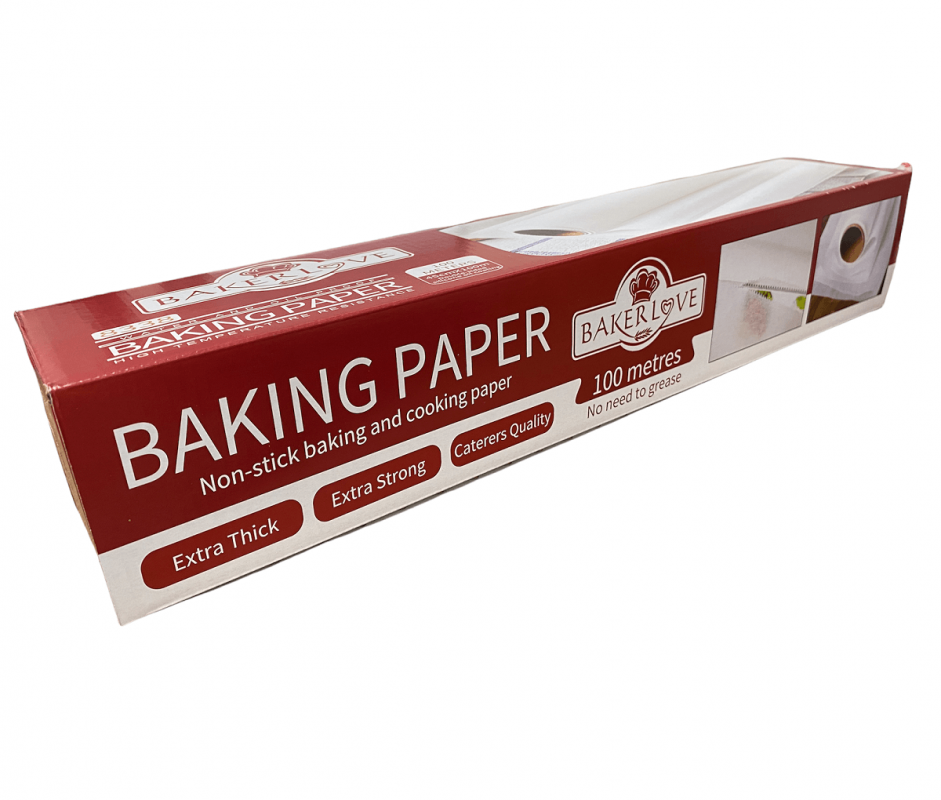 BAKERLOVE
8338
BAKING PAPER
HIGH TEMPERATURE RESISTANCE
BAKING PAPER
Non-stick baking and cooking paper
BAKERLOVE
100 metres
No need to grease
Extra Thick
Extra Strong
Caterers Quality